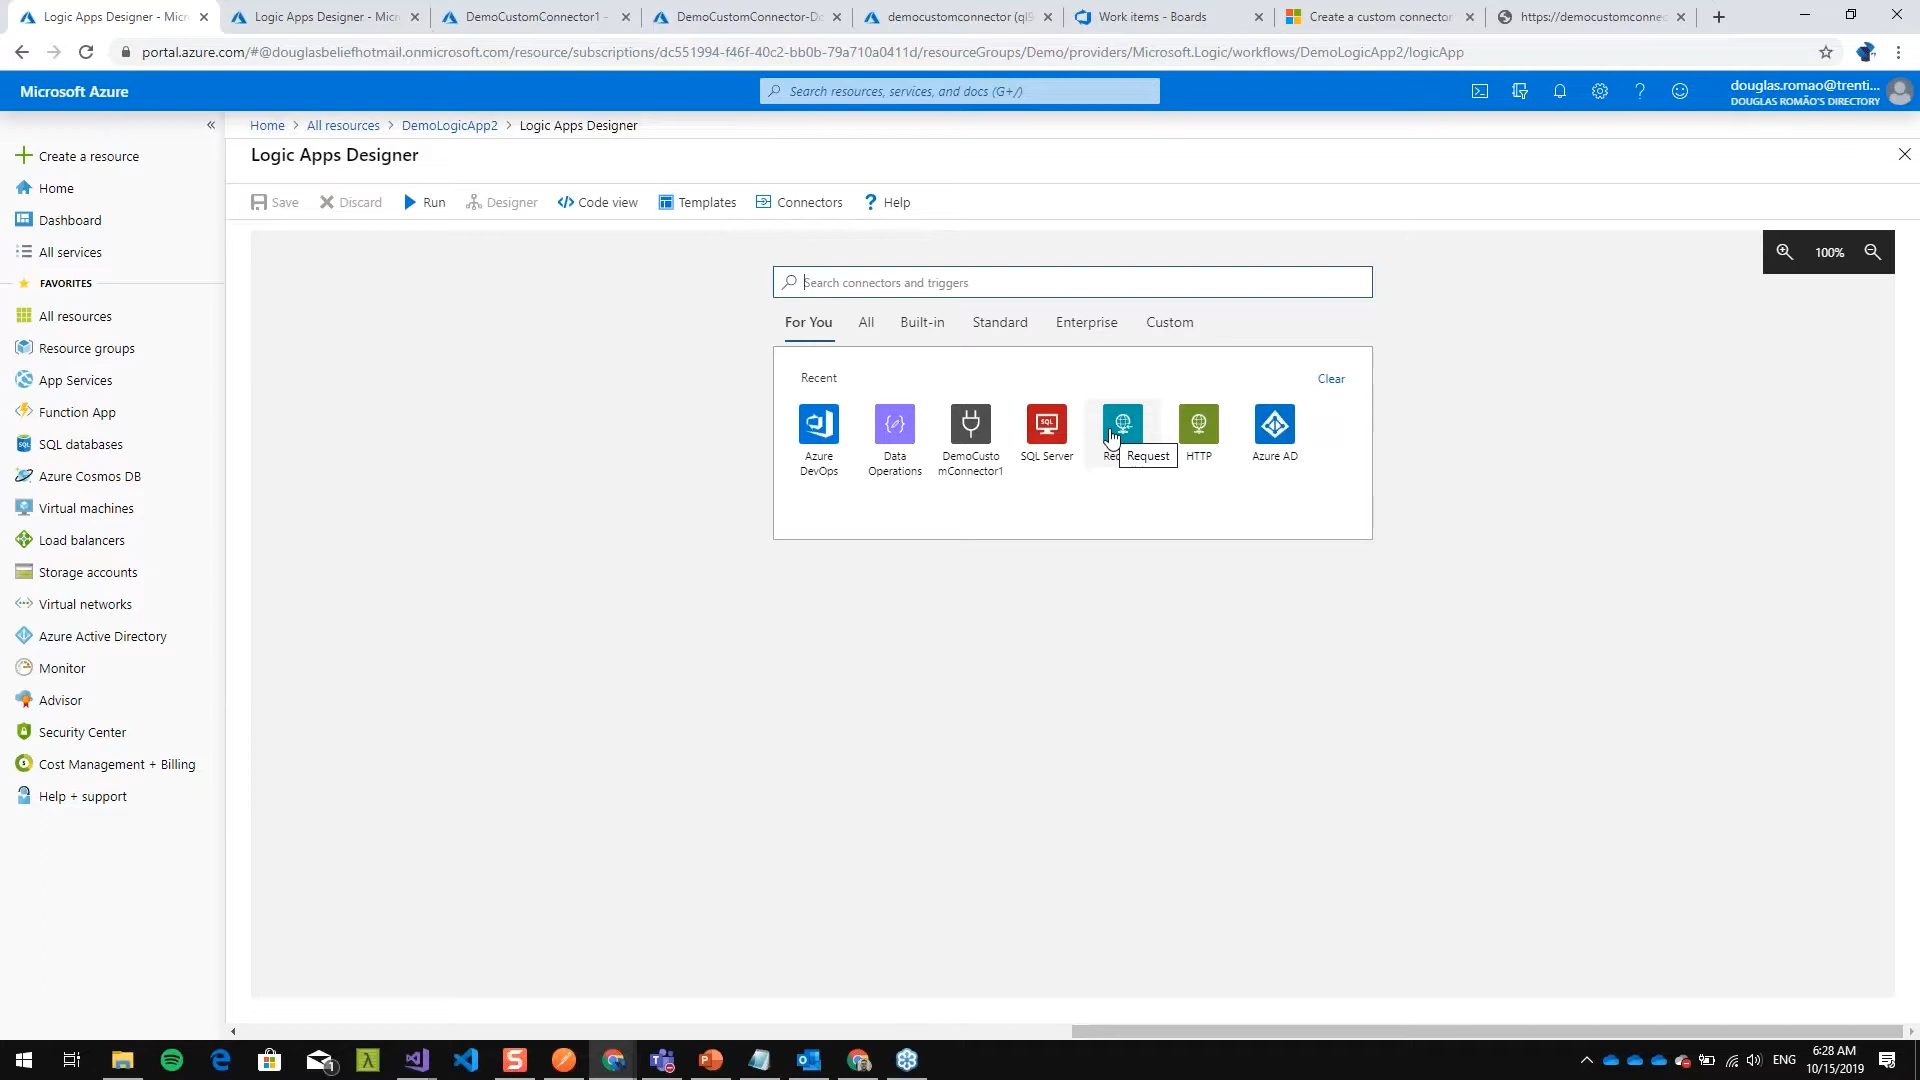 Logic Apps Designer - Micr
Logic Apps Designer - Micr
DemoCustomConnector1 -
DemoCustomConnector-D
democustomconnector (ql9
Work items - Boards
Create a custom connector
https://democustomconne
portal.azure.com/#@douglasbeliefhotmail.onmicrosoft.com/resource/subscriptions/dc551994-f46f-40c2-bb0b-79a710a0411d/resourceGroups/Demo/providers/Microsoft.Logic/workflows/DemoLogicApp2/logicApp
Microsoft Azure
Search resources, services, and docs (G+/)
douglas.romao@trenti...
DOUGLAS ROMÃO'S DIRECTORY
Home > All resources > DemoLogicApp2 > Logic Apps Designer
Logic Apps Designer
Save Discard Run Designer Code view Templates Connectors Help
Create a resource
Home
Dashboard
All services
FAVORITES
All resources
Resource groups
App Services
Function App
SQL databases
Azure Cosmos DB
Virtual machines
Load balancers
Storage accounts
Virtual networks
Azure Active Directory
Monitor
Advisor
Security Center
Cost Management + Billing
Help + support
100%
Search connectors and triggers
For You All Built-in Standard Enterprise Custom
Recent
Clear
SQL
Azure
DevOps
Data
Operations
DemoCusto
mConnector1
SQL Server
Request
HTTP
Azure AD
ENG
6:28 AM
10/15/2019